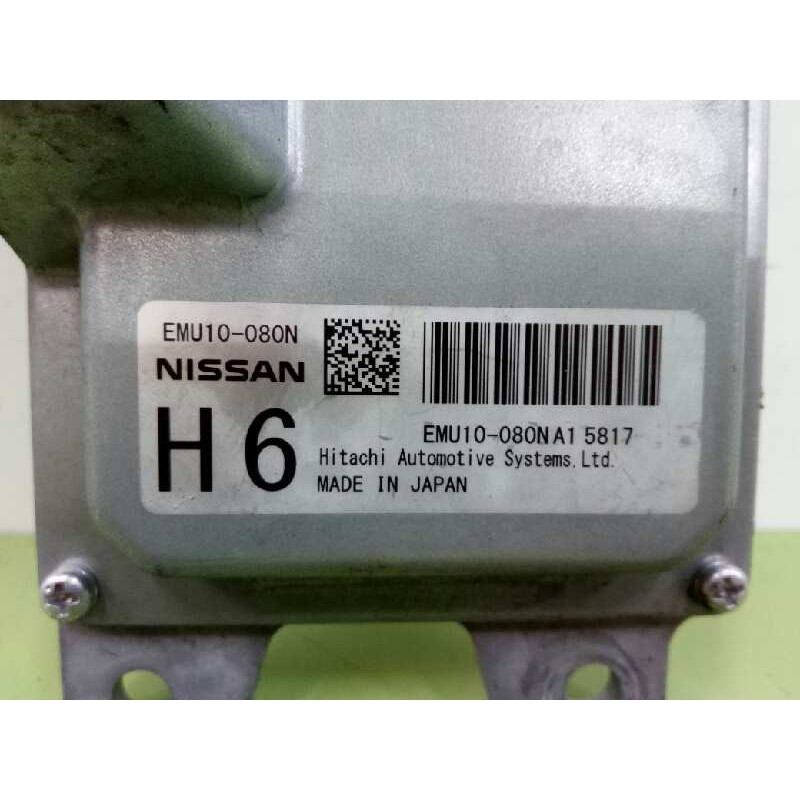 EMU10-080N
NISSAN
H6
EMU10-080NA1 5817
Hitachi Automotive Systems,Ltd.
MADE IN JAPAN